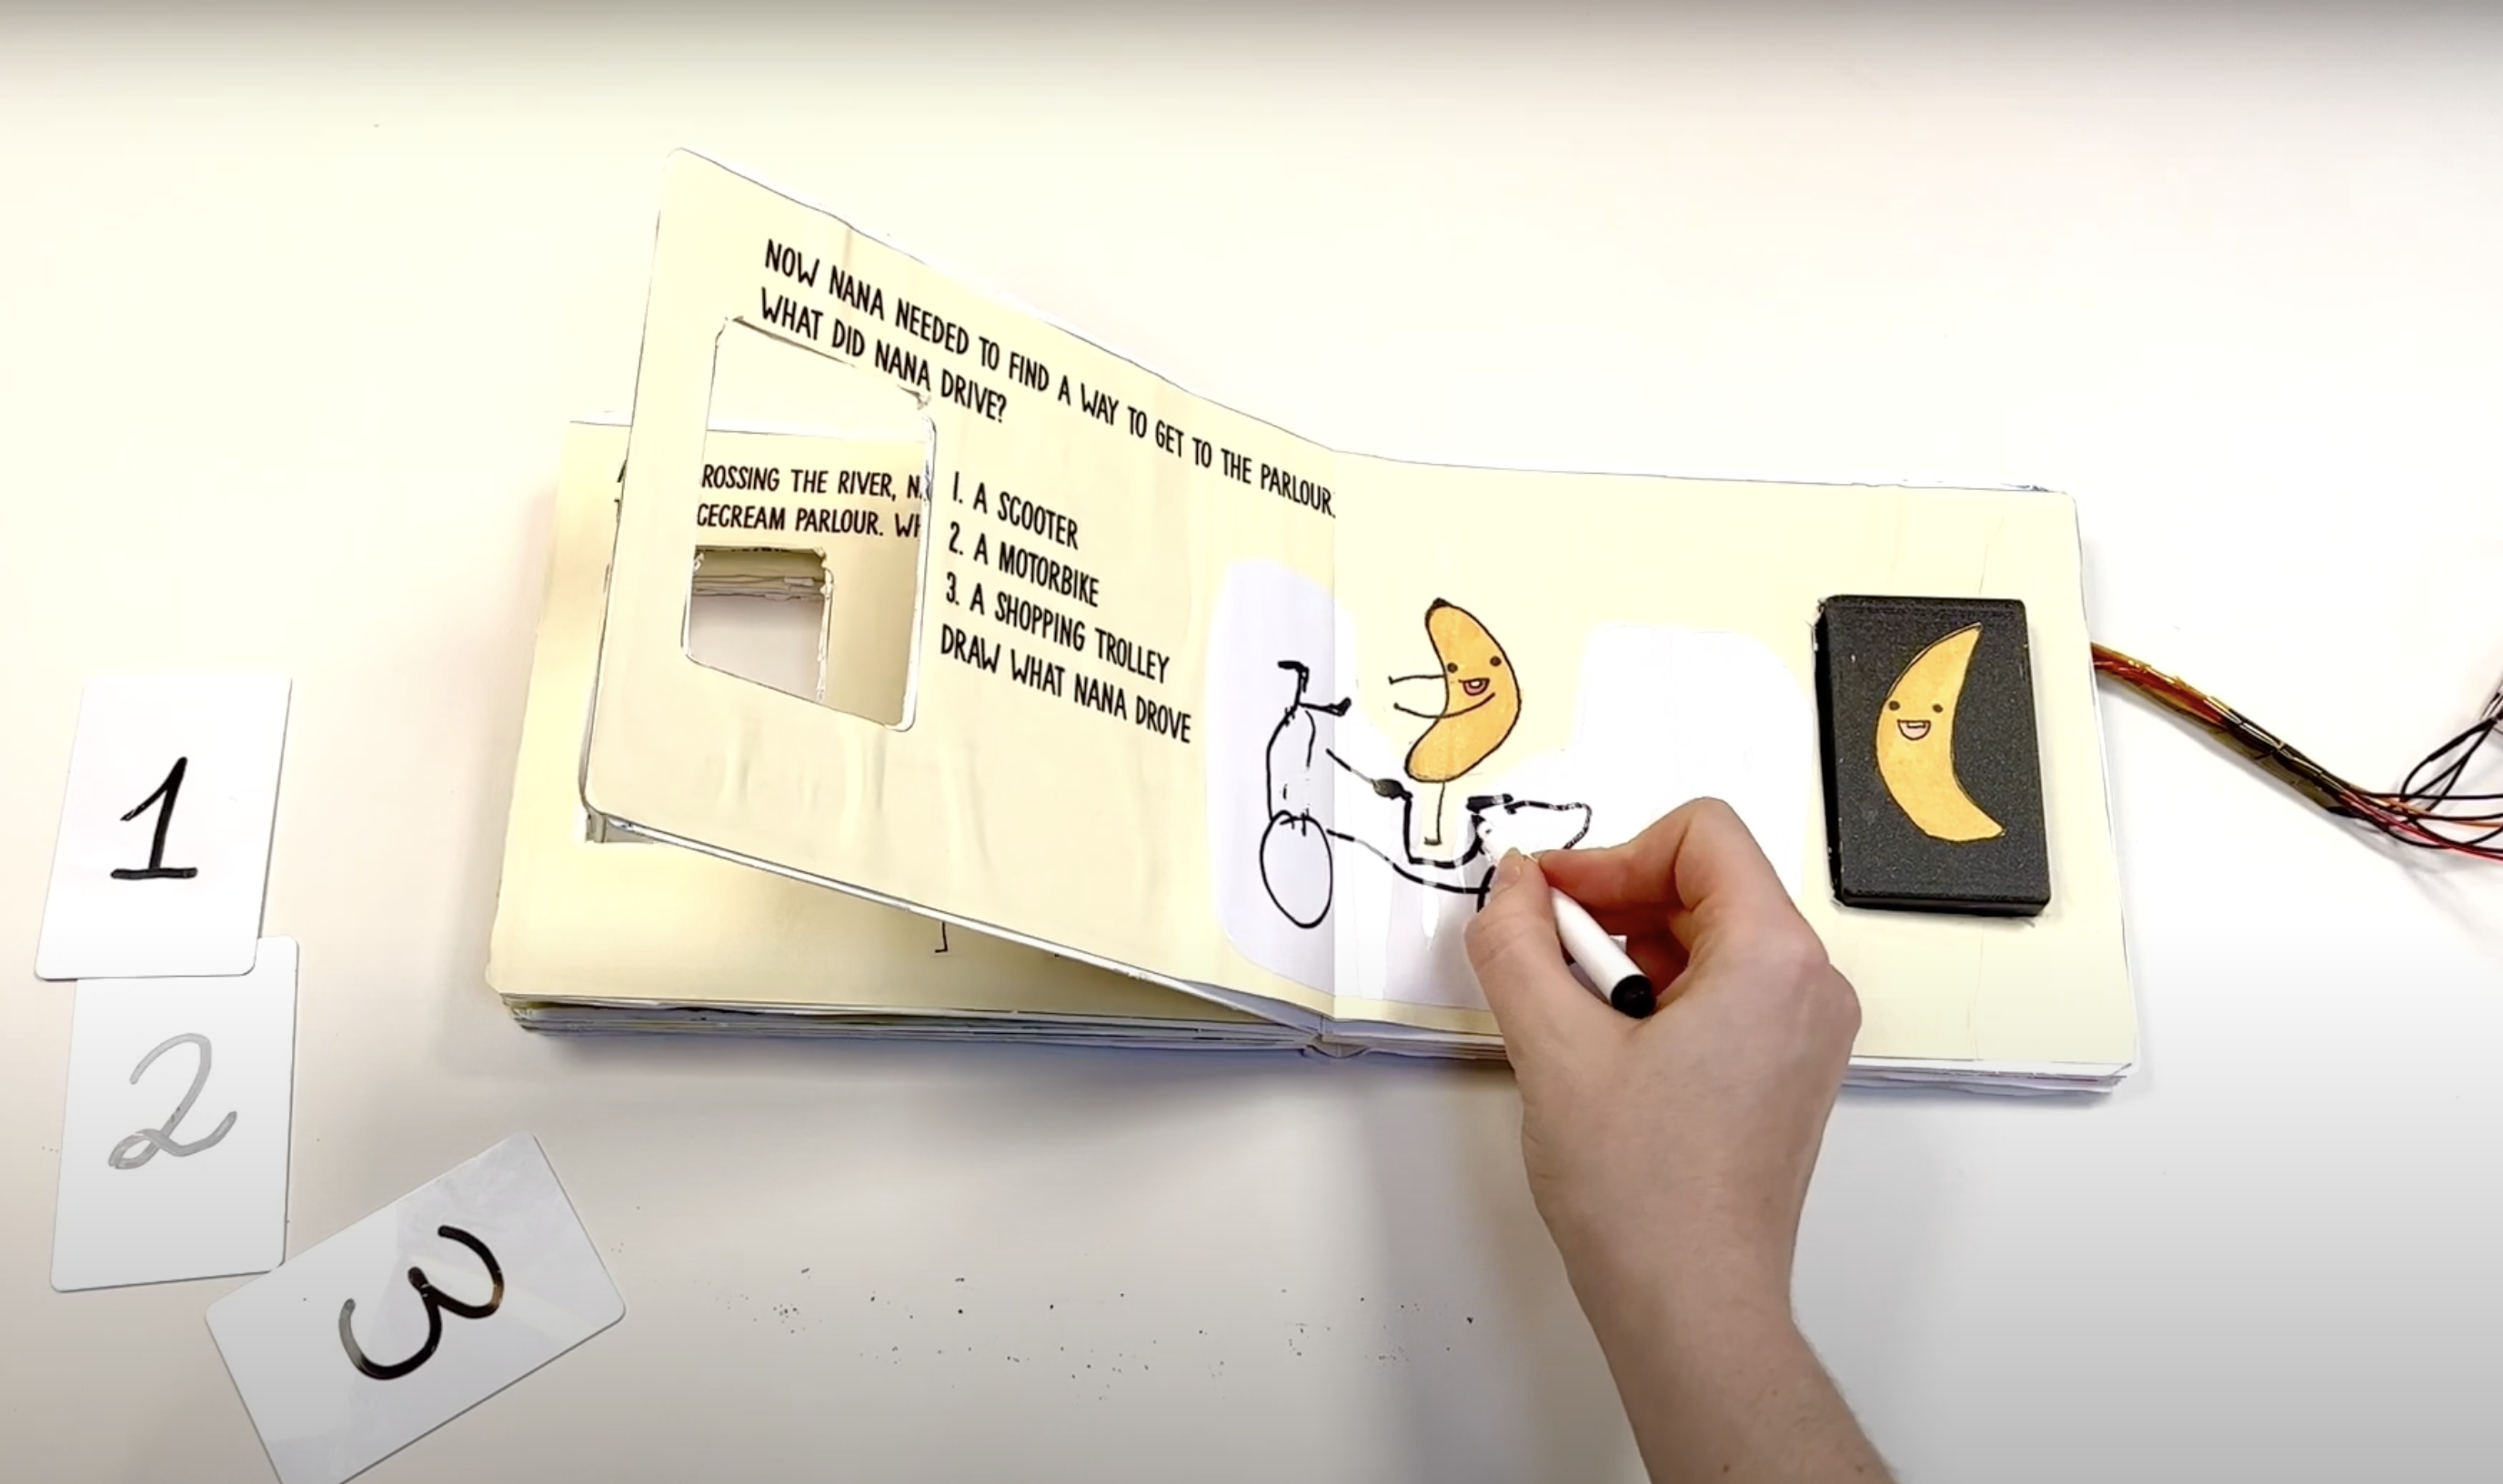 NOW NANA NEEDED TO FIND A WAY TO GET TO THE PARLOUR.
WHAT DID NANA DRIVE?
1. A SCOOTER
2. A MOTORBIKE
3. A SHOPPING TROLLEY
DRAW WHAT NANA DROVE
ROSSING THE RIVER, N
CECREAM PARLOUR. WH
1
2
3